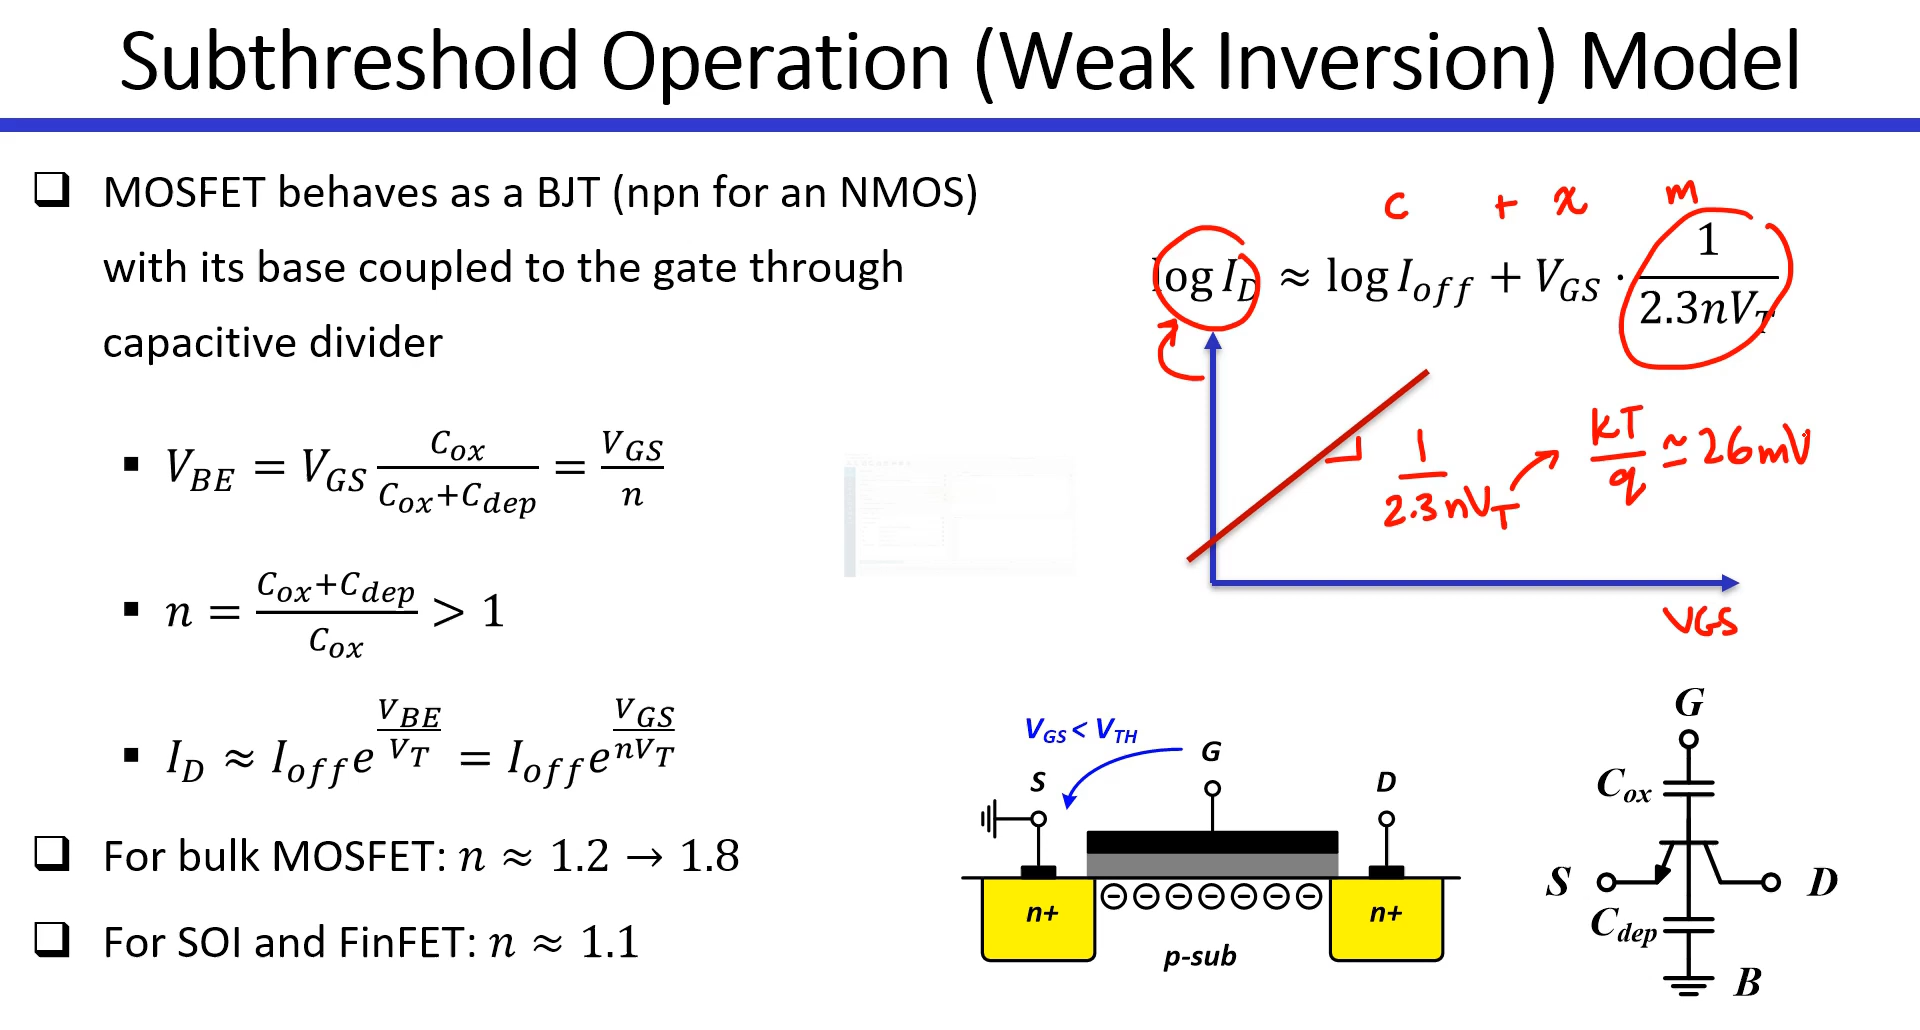 Subthreshold Operation (Weak Inversion) Model
❑ MOSFET behaves as a BJT (npn for an NMOS)
with its base coupled to the gate through
capacitive divider
▪ V_BE = V_GS C_ox/(C_ox+C_dep) = V_GS/n
▪ n = (C_ox+C_dep)/C_ox > 1
▪ I_D ≈ I_off e^(V_BE/V_T) = I_off e^(V_GS/(nV_T))
❑ For bulk MOSFET: n ≈ 1.2 → 1.8
❑ For SOI and FinFET: n ≈ 1.1
c + x m
log I_D ≈ log I_off + V_GS · 1/(2.3nV_T)
1/(2.3nV_T) → kT/q ≃ 26mV
VGS
V_GS < V_TH
G
S
D
n+
n+
p-sub
G
C_ox
S
D
C_dep
B